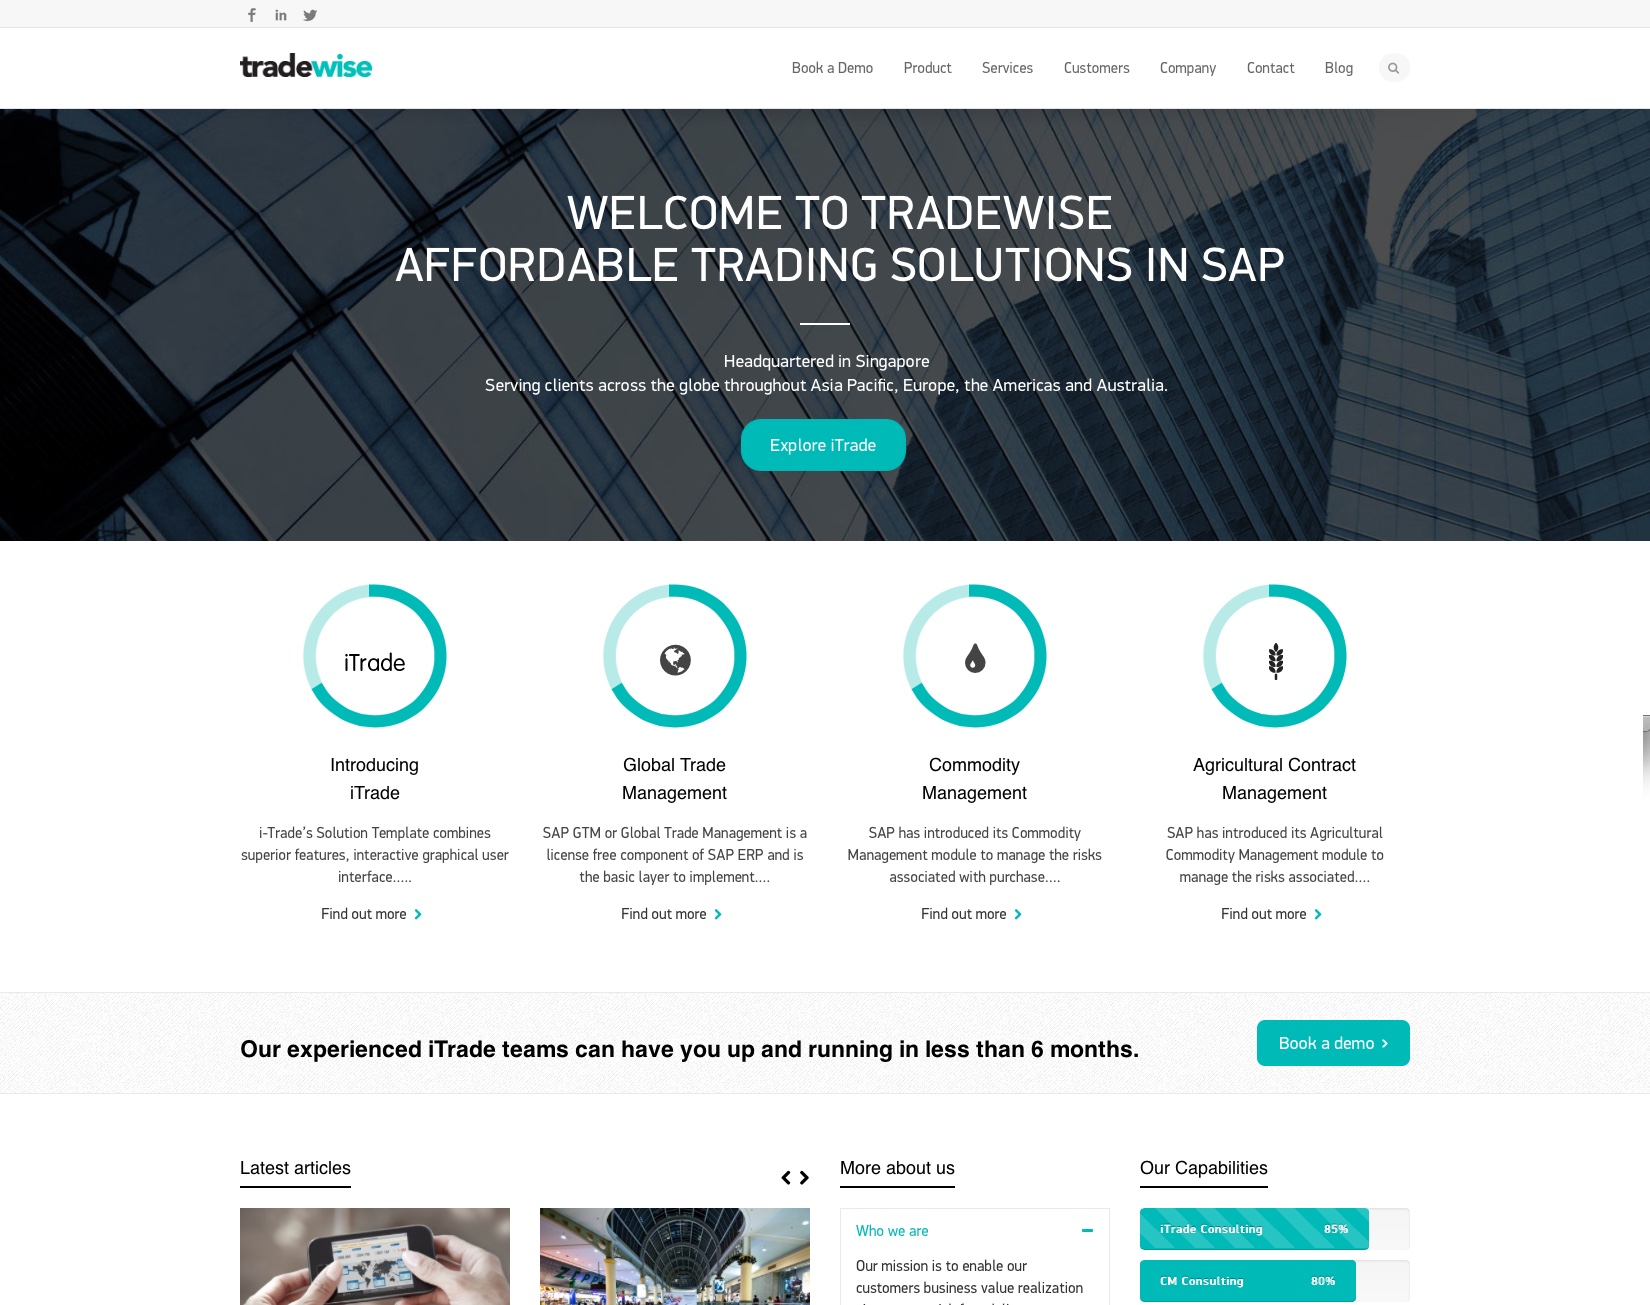 tradewise
Book a Demo
Product
Services
Customers
Company
Contact
Blog
WELCOME TO TRADEWISE
AFFORDABLE TRADING SOLUTIONS IN SAP
Headquartered in Singapore
Serving clients across the globe throughout Asia Pacific, Europe, the Americas and Australia.
Explore iTrade
iTrade
Introducing
iTrade
i-Trade's Solution Template combines
superior features, interactive graphical user
interface.....
Find out more
Global Trade
Management
SAP GTM or Global Trade Management is a
license free component of SAP ERP and is
the basic layer to implement....
Find out more
Commodity
Management
SAP has introduced its Commodity
Management module to manage the risks
associated with purchase....
Find out more
Agricultural Contract
Management
SAP has introduced its Agricultural
Commodity Management module to
manage the risks associated....
Find out more
Our experienced iTrade teams can have you up and running in less than 6 months.
Book a demo
Latest articles
More about us
Who we are
Our mission is to enable our
customers business value realization
Our Capabilities
iTrade Consulting 85%
CM Consulting 80%